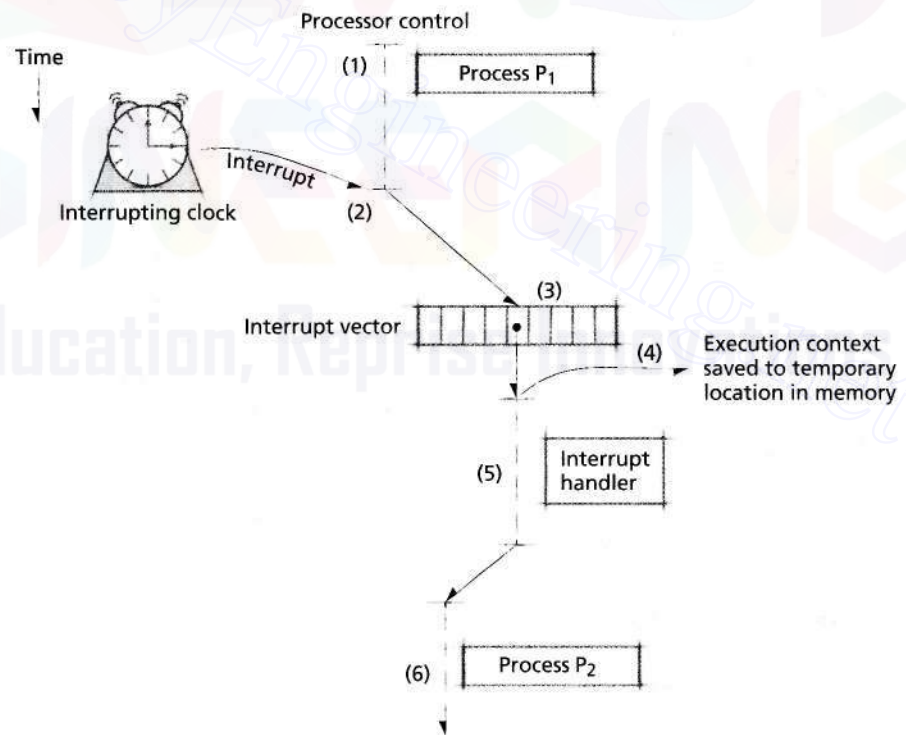 Processor control
Time
(1)
Process P1
Interrupt
Interrupting clock
(2)
(3)
Interrupt vector
(4)
Execution context
saved to temporary
location in memory
(5)
Interrupt
handler
(6)
Process P2